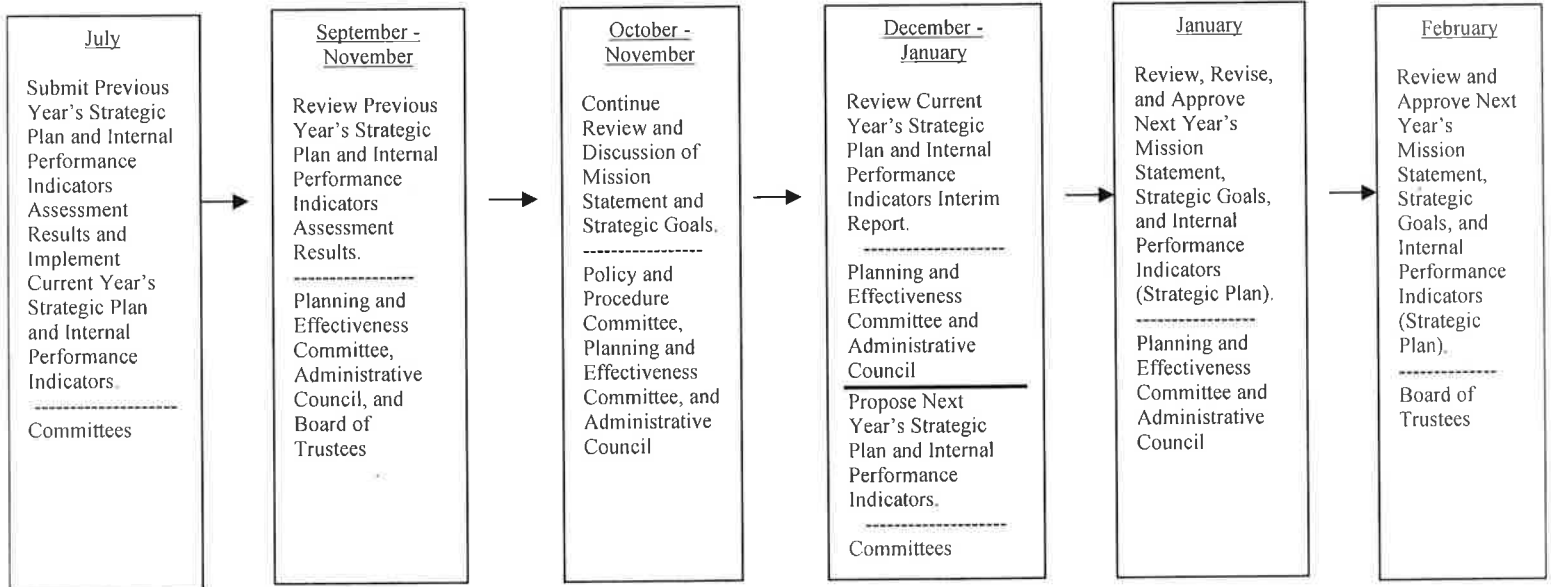 July
Submit Previous
Year's Strategic
Plan and Internal
Performance
Indicators
Assessment
Results and
Implement
Current Year's
Strategic Plan
and Internal
Performance
Indicators.
Committees
September -
November
Review Previous
Year's Strategic
Plan and Internal
Performance
Indicators
Assessment
Results.
Planning and
Effectiveness
Committee,
Administrative
Council, and
Board of
Trustees
October -
November
Continue
Review and
Discussion of
Mission
Statement and
Strategic Goals.
Policy and
Procedure
Committee,
Planning and
Effectiveness
Committee, and
Administrative
Council
December -
January
Review Current
Year's Strategic
Plan and Internal
Performance
Indicators Interim
Report.
Planning and
Effectiveness
Committee and
Administrative
Council
Propose Next
Year's Strategic
Plan and Internal
Performance
Indicators.
Committees
January
Review, Revise,
and Approve
Next Year's
Mission
Statement,
Strategic Goals,
and Internal
Performance
Indicators
(Strategic Plan).
Planning and
Effectiveness
Committee and
Administrative
Council
February
Review and
Approve Next
Year's
Mission
Statement,
Strategic
Goals, and
Internal
Performance
Indicators
(Strategic
Plan).
Board of
Trustees